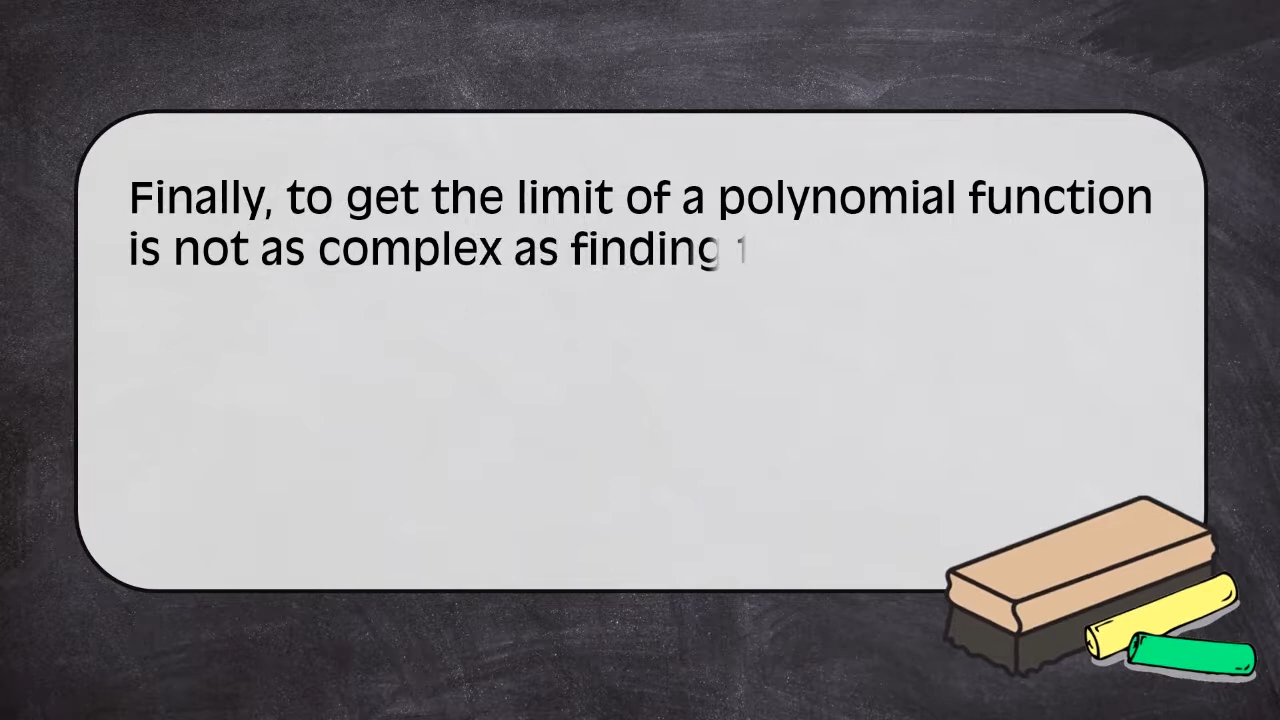 Finally, to get the limit of a polynomial function
is not as complex as finding